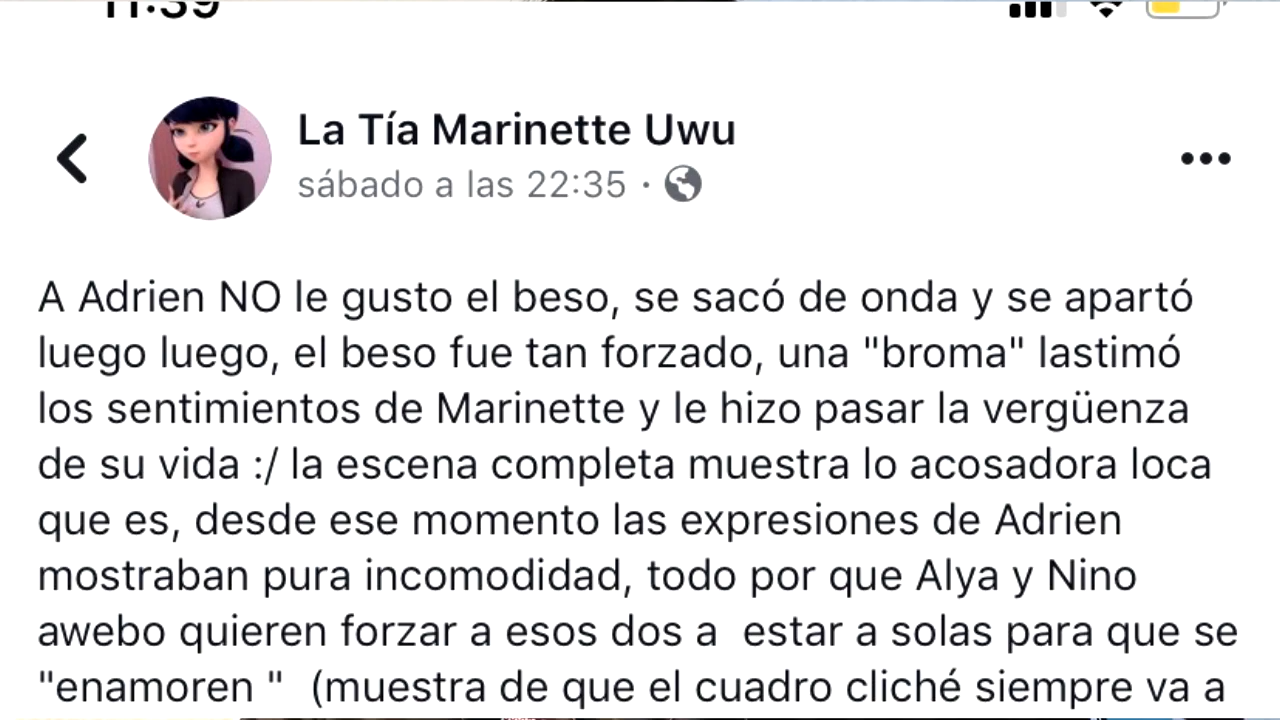 11:39
La Tía Marinette Uwu
sábado a las 22:35 ·
A Adrien NO le gusto el beso, se sacó de onda y se apartó
luego luego, el beso fue tan forzado, una "broma" lastimó
los sentimientos de Marinette y le hizo pasar la vergüenza
de su vida :/ la escena completa muestra lo acosadora loca
que es, desde ese momento las expresiones de Adrien
mostraban pura incomodidad, todo por que Alya y Nino
awebo quieren forzar a esos dos a  estar a solas para que se
"enamoren "  (muestra de que el cuadro cliché siempre va a